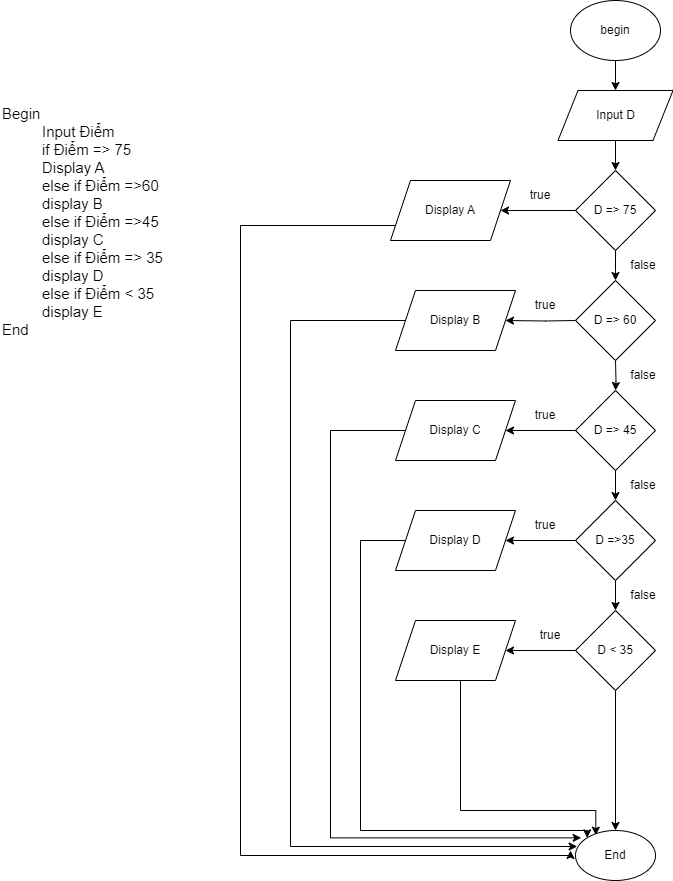 Begin
Input Điểm
if Điểm => 75
Display A
else if Điểm =>60
display B
else if Điểm =>45
display C
else if Điểm => 35
display D
else if Điểm < 35
display E
End
begin
Input D
D => 75
true
Display A
false
D => 60
true
Display B
false
D => 45
true
Display C
false
D =>35
true
Display D
false
D < 35
true
Display E
End